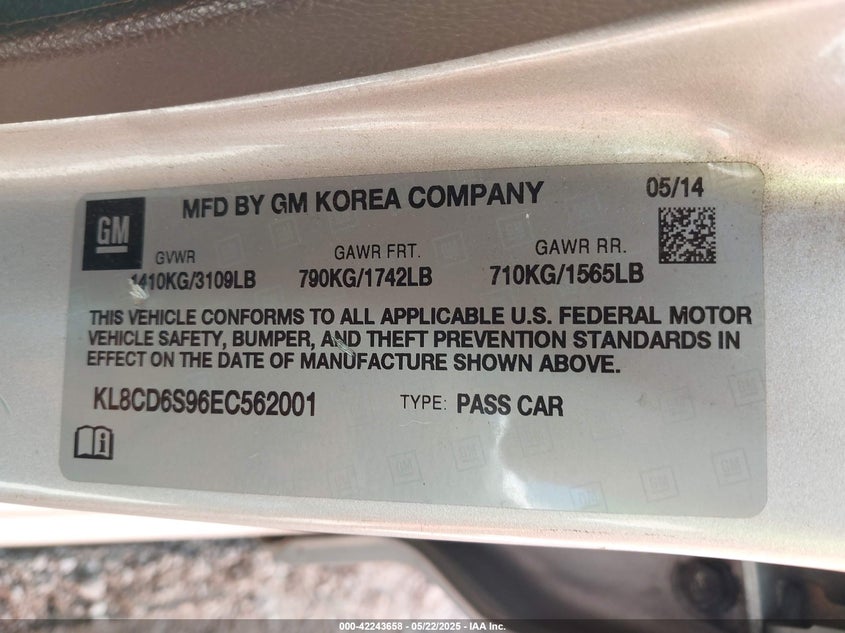 MFD BY GM KOREA COMPANY
05/14
GM
GVWR
GAWR FRT.
GAWR RR.
1410KG/3109LB
790KG/1742LB
710KG/1565LB
THIS VEHICLE CONFORMS TO ALL APPLICABLE U.S. FEDERAL MOTOR
VEHICLE SAFETY, BUMPER, AND THEFT PREVENTION STANDARDS IN
EFFECT ON THE DATE OF MANUFACTURE SHOWN ABOVE.
KL8CD6S96EC562001
TYPE: PASS CAR
000-42243658 - 05/22/2025 - IAA Inc.